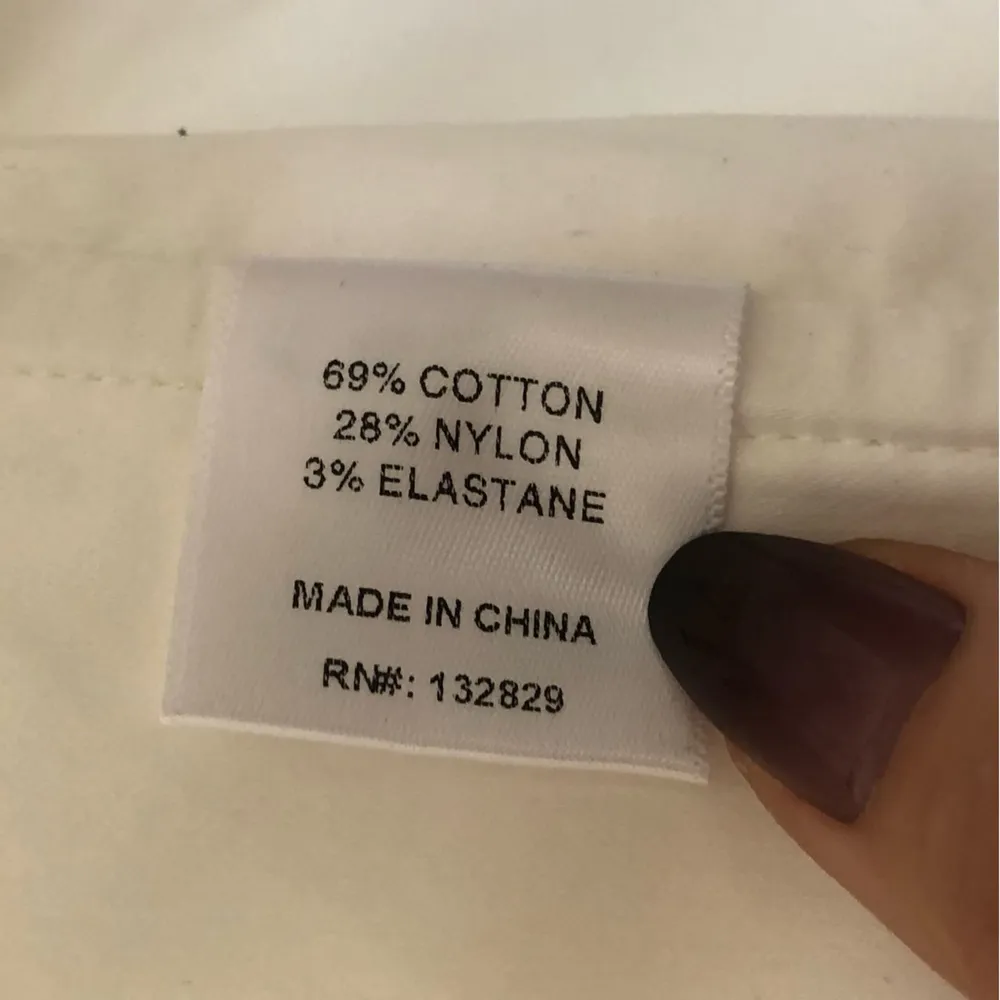 69% COTTON
28% NYLON
3% ELASTANE
MADE IN CHINA
RN#: 132829